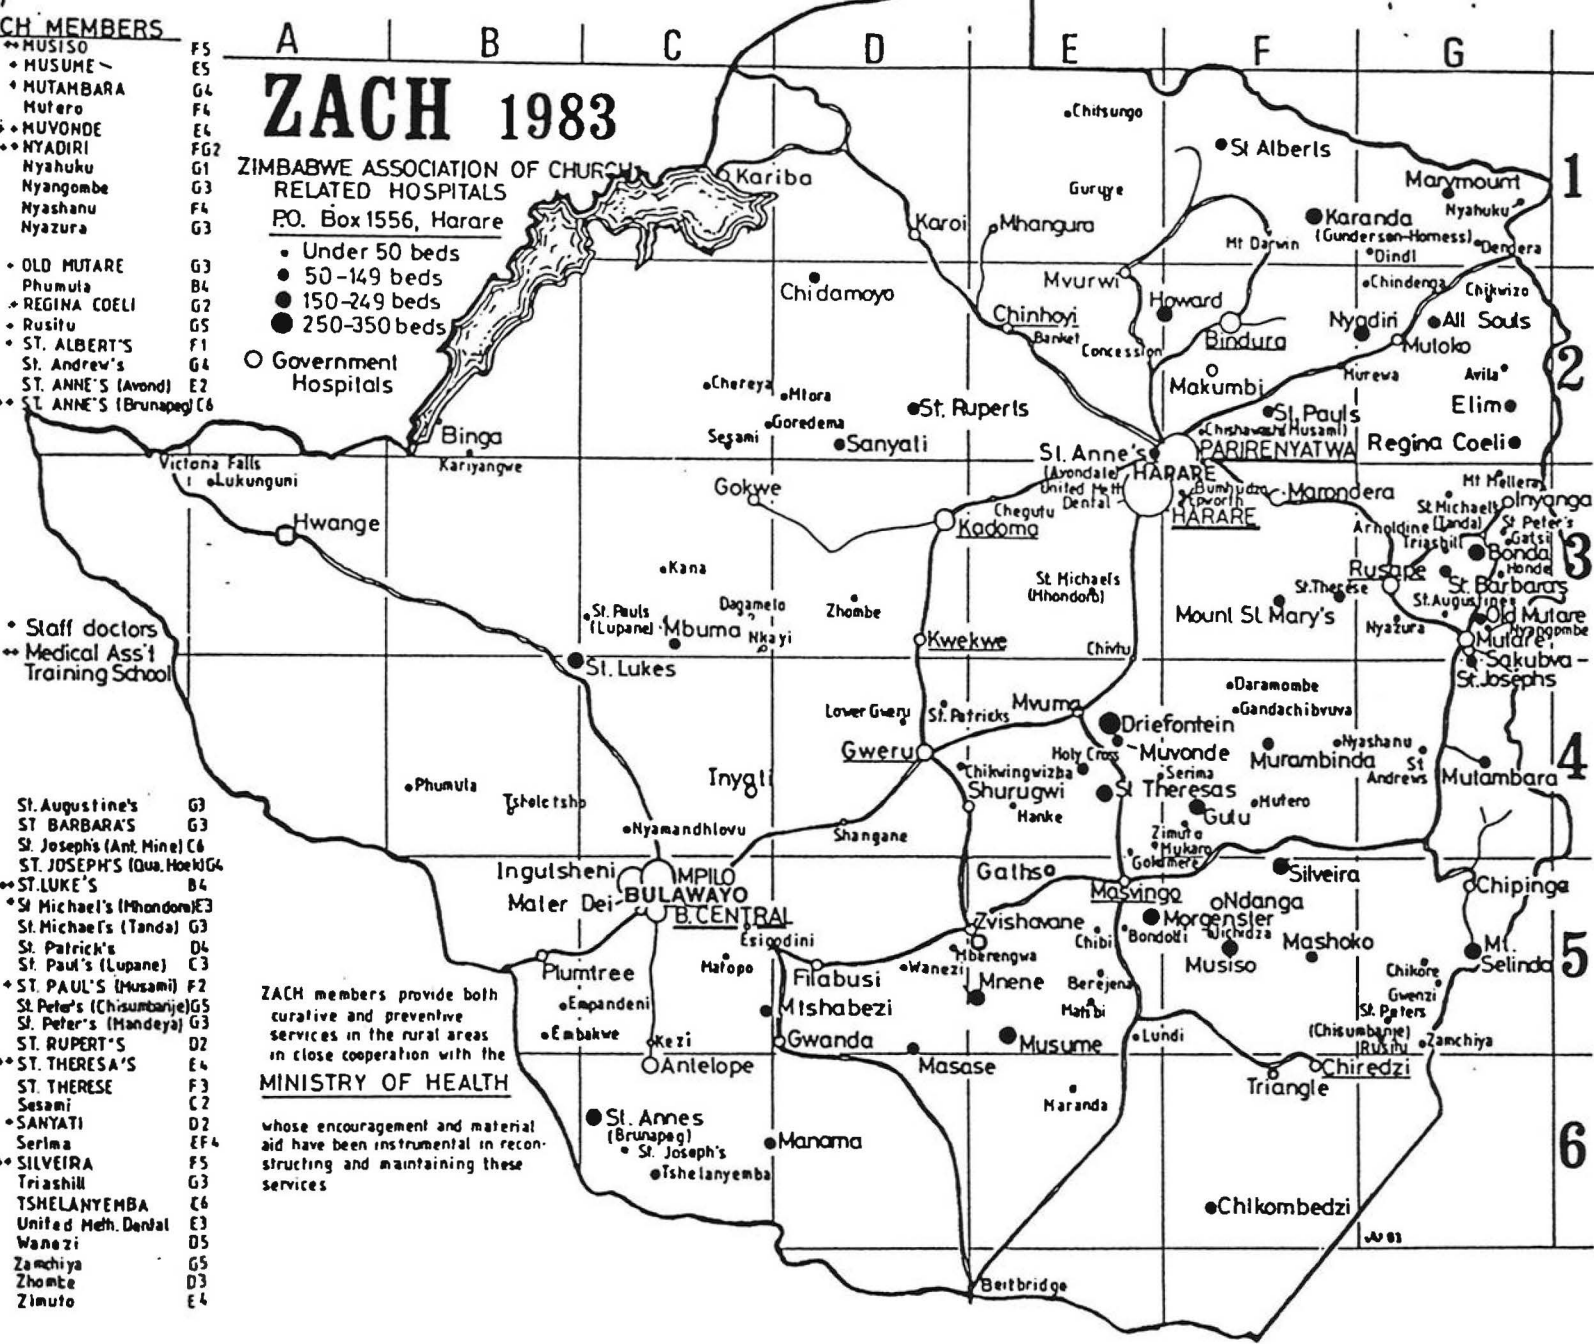 CH MEMBERS
↔ MUSISO F5
• MUSUME E5
• MUTAMBARA G4
Mutero F4
• MUVONDE E4
↔ NYADIRI FG2
Nyahuku G1
Nyangombe G3
Nyashanu F4
Nyazura G3
• OLD MUTARE G3
Phumula B4
• REGINA COELI G2
• Rusitu G5
• ST. ALBERT'S F1
St. Andrew's G4
ST. ANNE'S (Avond) E2
↔ ST. ANNE'S (Brunapeg) C6
• Staff doctors
↔ Medical Ass't
Training School
St. Augustine's G3
ST BARBARA'S G3
St. Joseph's (Ant. Mine) C6
ST. JOSEPH'S (Qua. Hoek) G4
↔ ST. LUKE'S B4
• St Michael's (Mhondoro) E3
St. Michael's (Tanda) G3
St. Patrick's D4
St. Paul's (Lupane) C3
• ST. PAUL'S (Musami) F2
St. Peter's (Chisumbanje) G5
St. Peter's (Mandeya) G3
ST. RUPERT'S D2
↔ ST. THERESA'S E4
ST. THERESE F3
Sesami C2
• SANYATI D2
Serima EF4
↔ SILVEIRA F5
Triashill G3
TSHELANYEMBA C6
United Meth. Dental E3
Wanezi D5
Zamchiya G5
Zhombe D3
Zimuto E4
A B C D E F G
1
2
3
4
5
6
ZACH 1983
ZIMBABWE ASSOCIATION OF CHURCH
RELATED HOSPITALS
P.O. Box 1556, Harare
Under 50 beds
50-149 beds
150-249 beds
250-350 beds
Government
Hospitals
Chitsungo
St Alberts
Kariba
Guruve
Marymount
Nyahuku
Karoi
Mhangura
Karanda
(Gunderson-Horness)
Mt Darwin
Dendera
Dindi
Mvurwi
Chidamoyo
Chindenga
Chikwizo
Howard
Chinhoyi
Banket
Concession
Bindura
Nyadiri
All Souls
Mutoko
Makumbi
Murewa
Avila
Chereya
Mtora
St. Ruperts
St. Pauls
(Musami)
Chishawasha
Elim
Goredema
Sesami
Sanyati
Binga
Kariyangwe
St. Anne's
(Avondale)
PARIRENYATWA
HARARE
Regina Coeli
Victoria Falls
Lukunguni
Gokwe
United Meth
Dental
Epworth
HARARE
Marondera
Mt Mellera
Inyanga
St Michaels
(Tanda)
Hwange
Chegutu
Kadoma
Arnoldine
Triashill
St Peter's
Gatsi
Bonda
Honde
Kana
St Michaels
(Mhondoro)
Rusape
St. Therese
St. Barbaras
St. Pauls
(Lupane)
Mbuma
Dagamela
Nkayi
Zhombe
Mount St. Mary's
St. Augustines
Old Mutare
Nyazura
Nyangombe
Kwekwe
Chivhu
Mutare
Sakubva
St. Josephs
St. Lukes
Daramombe
Gandachibvuva
Lower Gweru
St. Patricks
Mvuma
Driefontein
Muvonde
Gweru
Holy Cross
Murambinda
Nyashanu
St
Andrews
Mutambara
Inyati
Chikwingwizha
Shurugwi
Serima
St Theresas
Phumula
Tsholotsho
Hanke
Gutu
Mutero
Nyamandhlovu
Shangane
Zimuto
Mukaro
Gokomere
Ingutsheni
MPILO
BULAWAYO
Mater Dei
B. CENTRAL
Gaths
Masvingo
Silveira
Chipinge
Ndanga
Morgenster
Bondolfi
Zvishavane
Chibi
Esigodini
Mashoko
Musiso
Mt.
Selinda
Plumtree
Matopo
Filabusi
Wanezi
Mberengwa
Mnene
Berejena
Matibi
Chikore
Gwenzi
St. Peters
(Chisumbanje)
Rusitu
Zamchiya
Empandeni
Embakwe
Mtshabezi
Kezi
Gwanda
Musume
Lundi
Antelope
Masase
Triangle
Chiredzi
Maranda
St. Annes
(Brunapeg)
St. Joseph's
Tshelanyemba
Manama
Chikombedzi
Beitbridge
ZACH members provide both
curative and preventive
services in the rural areas
in close cooperation with the
MINISTRY OF HEALTH
whose encouragement and material
aid have been instrumental in recon-
structing and maintaining these
services